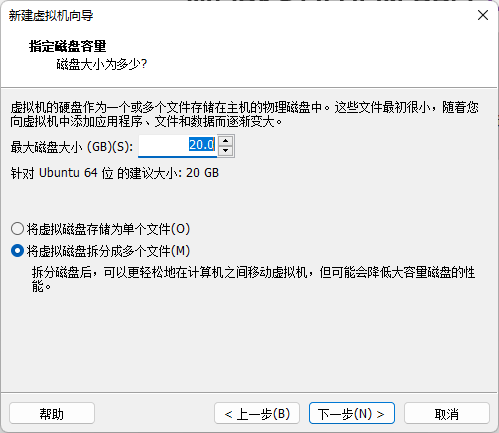 新建虚拟机向导
指定磁盘容量
磁盘大小为多少?
虚拟机的硬盘作为一个或多个文件存储在主机的物理磁盘中。这些文件最初很小，随着您
向虚拟机中添加应用程序、文件和数据而逐渐变大。
最大磁盘大小 (GB)(S): 20.0
针对 Ubuntu 64 位 的建议大小: 20 GB
将虚拟磁盘存储为单个文件(O)
将虚拟磁盘拆分成多个文件(M)
拆分磁盘后，可以更轻松地在计算机之间移动虚拟机，但可能会降低大容量磁盘的性
能。
帮助 < 上一步(B) 下一步(N) > 取消